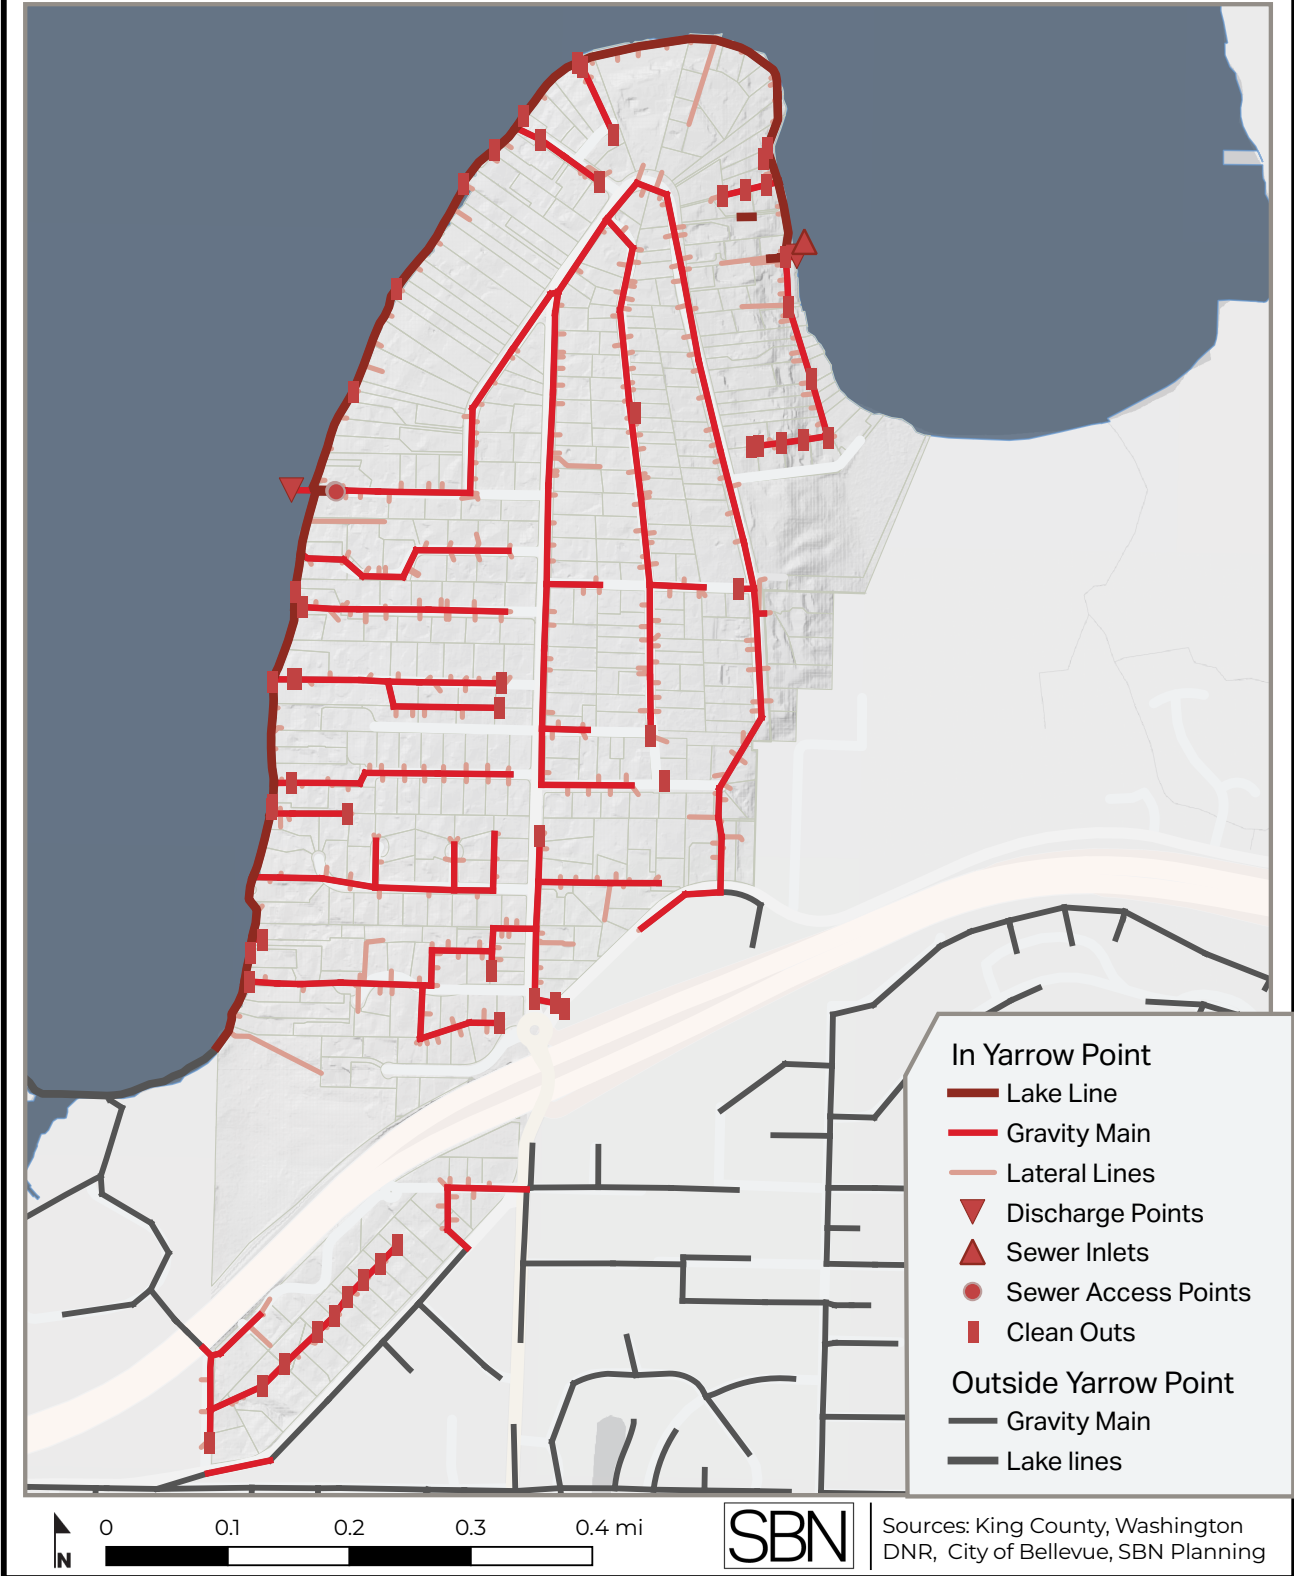 In Yarrow Point
Lake Line
Gravity Main
Lateral Lines
Discharge Points
Sewer Inlets
Sewer Access Points
Clean Outs
Outside Yarrow Point
Gravity Main
Lake lines
N
0 0.1 0.2 0.3 0.4 mi
SBN
Sources: King County, Washington
DNR, City of Bellevue, SBN Planning